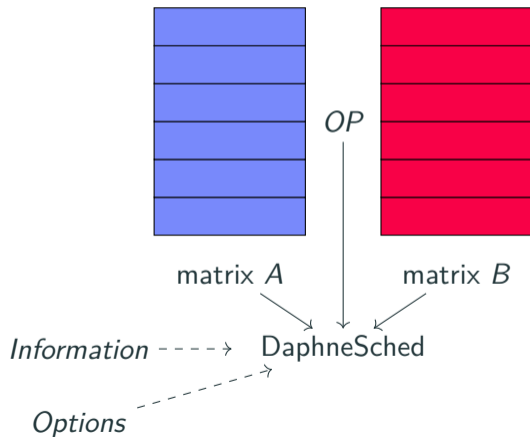 OP
matrix A
matrix B
Information
DaphneSched
Options